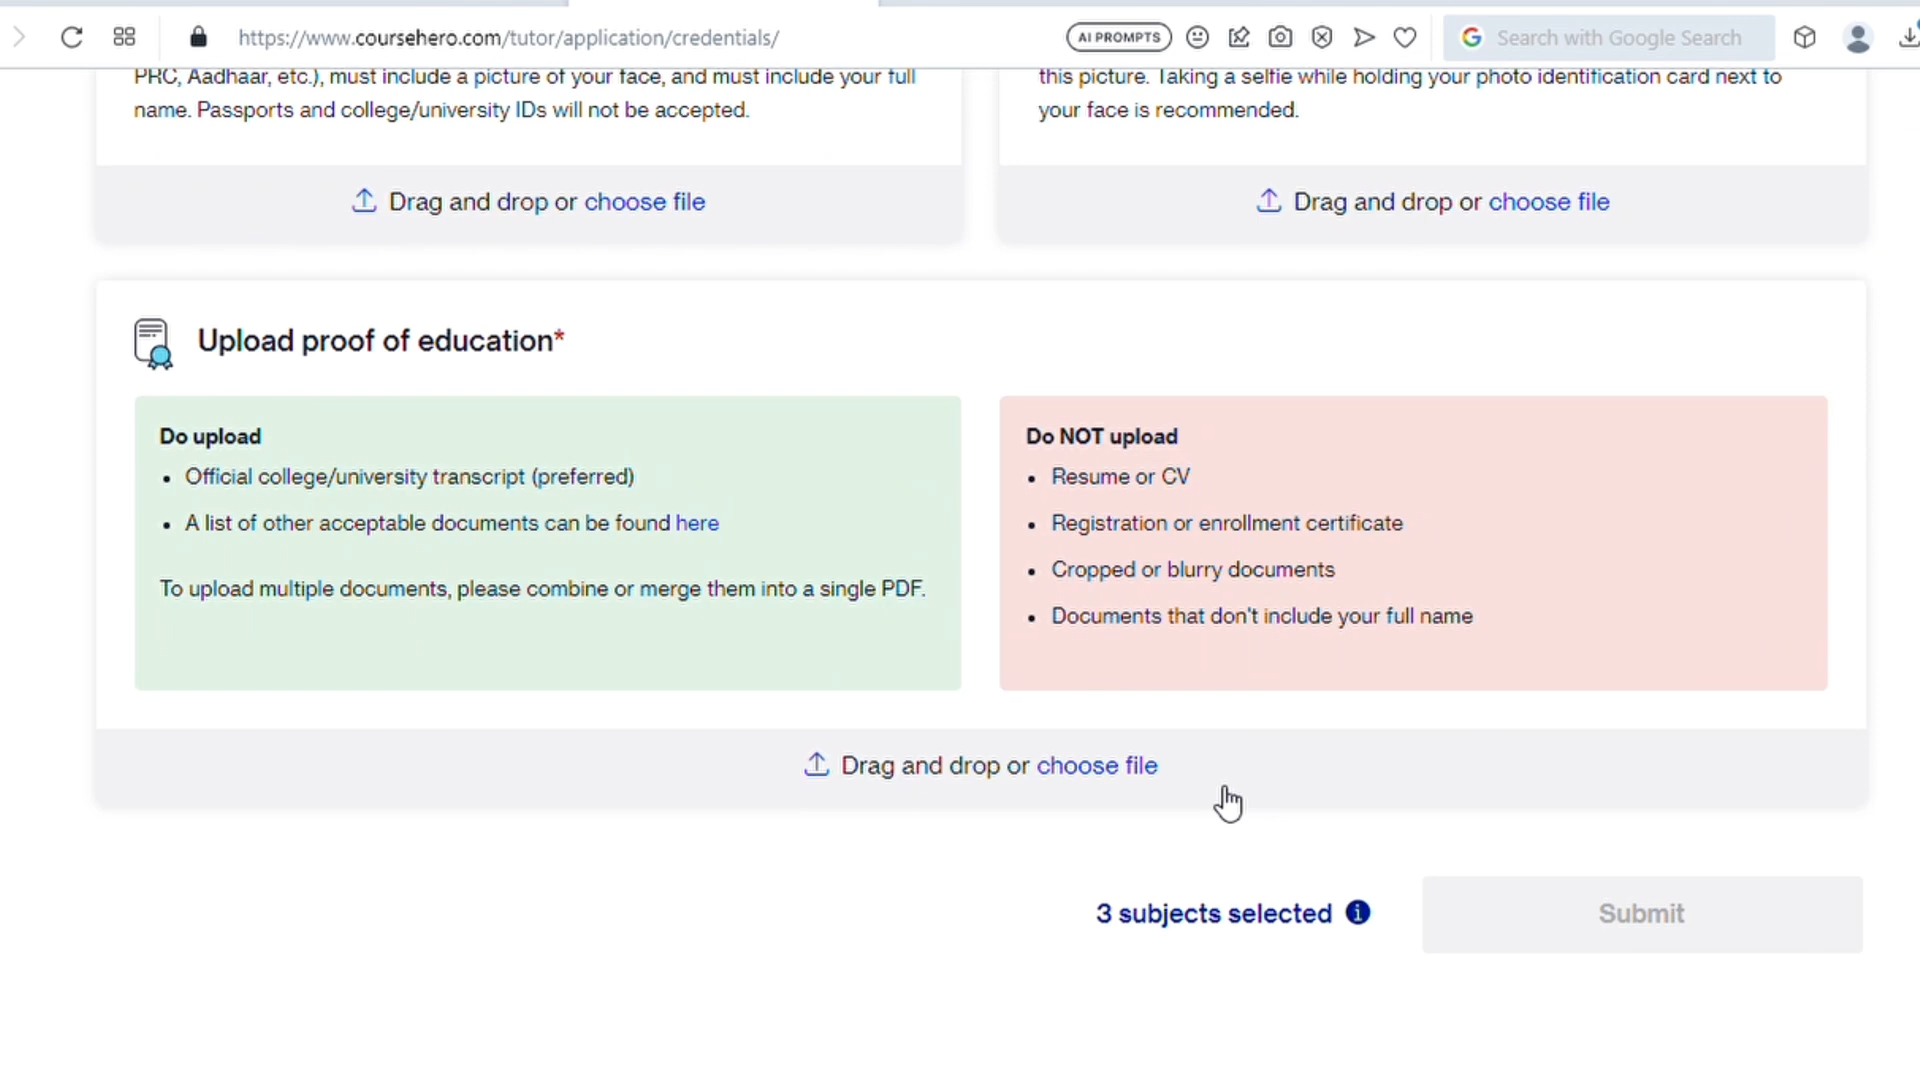 https://www.coursehero.com/tutor/application/credentials/
AI PROMPTS
Search with Google Search
PRC, Aadhaar, etc.), must include a picture of your face, and must include your full
name. Passports and college/university IDs will not be accepted.
this picture. Taking a selfie while holding your photo identification card next to
your face is recommended.
Drag and drop or choose file
Drag and drop or choose file
Upload proof of education*
Do upload
• Official college/university transcript (preferred)
• A list of other acceptable documents can be found here
To upload multiple documents, please combine or merge them into a single PDF.
Do NOT upload
• Resume or CV
• Registration or enrollment certificate
• Cropped or blurry documents
• Documents that don't include your full name
Drag and drop or choose file
3 subjects selected
Submit